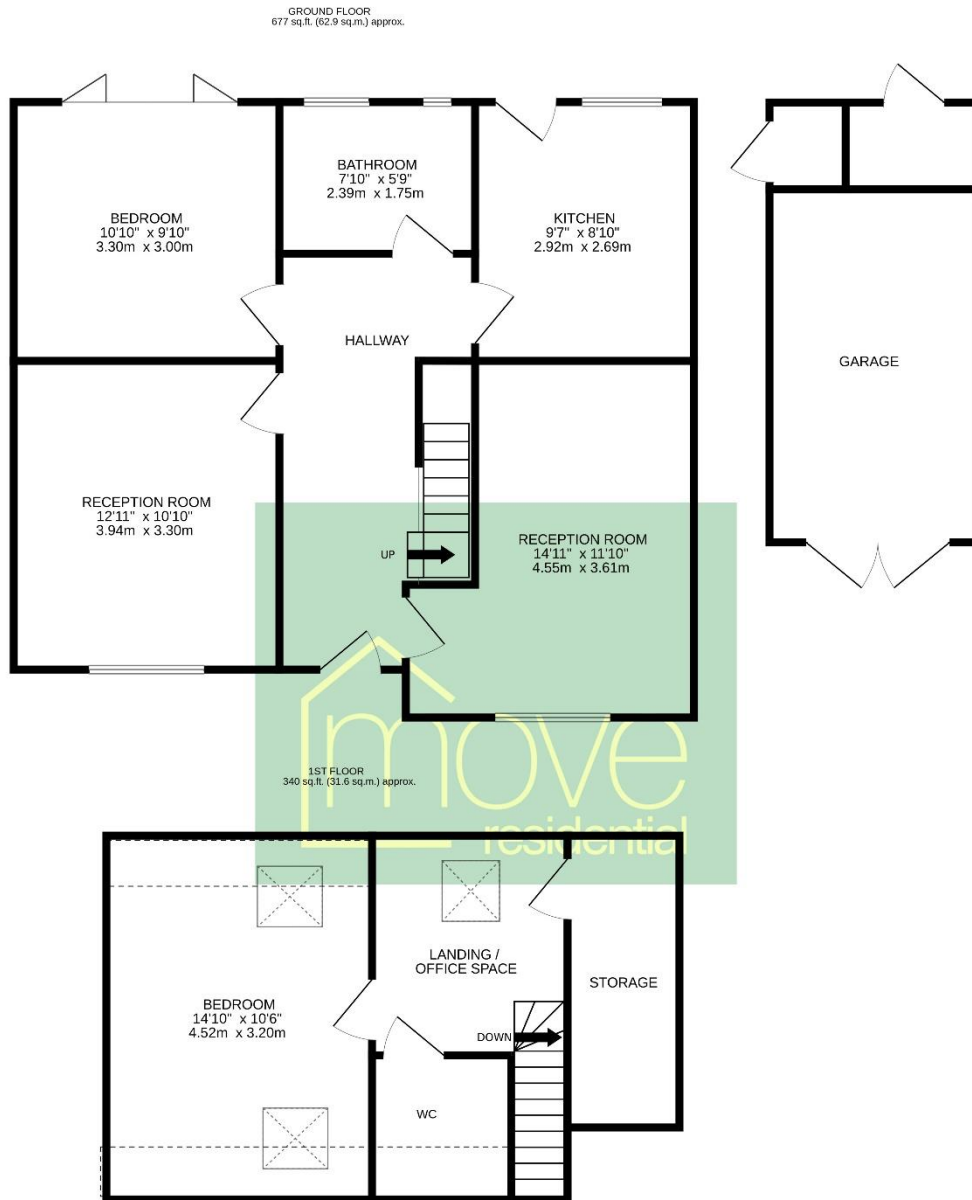 GROUND FLOOR
677 sq.ft. (62.9 sq.m.) approx.
BEDROOM
10'10" x 9'10"
3.30m x 3.00m
BATHROOM
7'10" x 5'9"
2.39m x 1.75m
KITCHEN
9'7" x 8'10"
2.92m x 2.69m
HALLWAY
GARAGE
RECEPTION ROOM
12'11" x 10'10"
3.94m x 3.30m
UP
RECEPTION ROOM
14'11" x 11'10"
4.55m x 3.61m
move
residential
1ST FLOOR
340 sq.ft. (31.6 sq.m.) approx.
BEDROOM
14'10" x 10'6"
4.52m x 3.20m
LANDING /
OFFICE SPACE
STORAGE
DOWN
WC